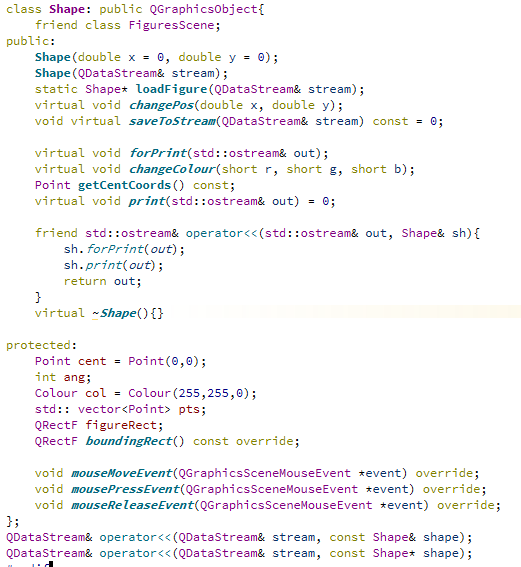 class Shape: public QGraphicsObject{
    friend class FiguresScene;
public:
    Shape(double x = 0, double y = 0);
    Shape(QDataStream& stream);
    static Shape* loadFigure(QDataStream& stream);
    virtual void changePos(double x, double y);
    void virtual saveToStream(QDataStream& stream) const = 0;

    virtual void forPrint(std::ostream& out);
    virtual void changeColour(short r, short g, short b);
    Point getCentCoords() const;
    virtual void print(std::ostream& out) = 0;

    friend std::ostream& operator<<(std::ostream& out, Shape& sh){
        sh.forPrint(out);
        sh.print(out);
        return out;
    }
    virtual ~Shape(){}

protected:
    Point cent = Point(0,0);
    int ang;
    Colour col = Colour(255,255,0);
    std:: vector<Point> pts;
    QRectF figureRect;
    QRectF boundingRect() const override;

    void mouseMoveEvent(QGraphicsSceneMouseEvent *event) override;
    void mousePressEvent(QGraphicsSceneMouseEvent *event) override;
    void mouseReleaseEvent(QGraphicsSceneMouseEvent *event) override;
};
QDataStream& operator<<(QDataStream& stream, const Shape& shape);
QDataStream& operator<<(QDataStream& stream, const Shape* shape);